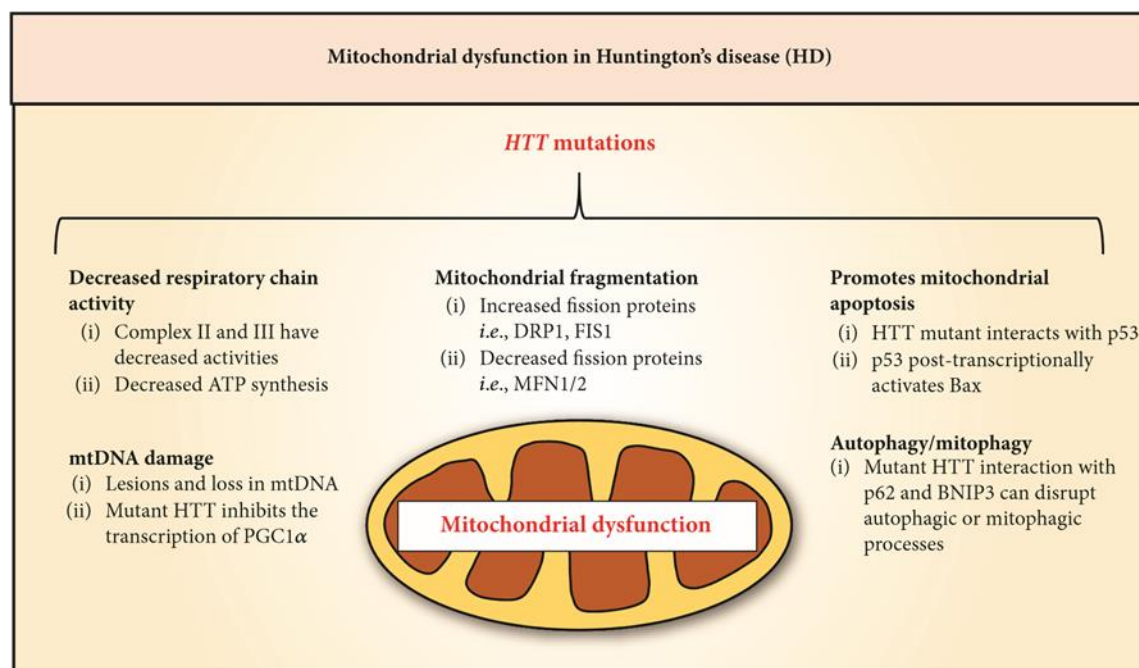 Mitochondrial dysfunction in Huntington's disease (HD)
HTT mutations
Decreased respiratory chain
activity
(i) Complex II and III have
decreased activities
(ii) Decreased ATP synthesis
mtDNA damage
(i) Lesions and loss in mtDNA
(ii) Mutant HTT inhibits the
transcription of PGC1α
Mitochondrial fragmentation
(i) Increased fission proteins
i.e., DRP1, FIS1
(ii) Decreased fission proteins
i.e., MFN1/2
Promotes mitochondrial
apoptosis
(i) HTT mutant interacts with p53
(ii) p53 post-transcriptionally
activates Bax
Autophagy/mitophagy
(i) Mutant HTT interaction with
p62 and BNIP3 can disrupt
autophagic or mitophagic
processes
Mitochondrial dysfunction